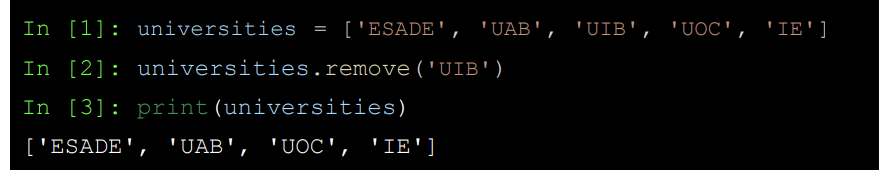 In [1]: universities = ['ESADE', 'UAB', 'UIB', 'UOC', 'IE']
In [2]: universities.remove('UIB')
In [3]: print(universities)
['ESADE', 'UAB', 'UOC', 'IE']